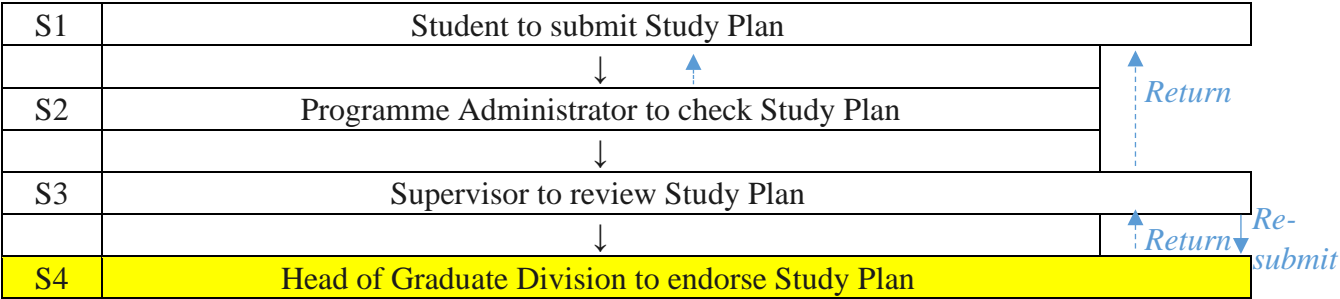 S1 Student to submit Study Plan
↓
Return
S2 Programme Administrator to check Study Plan
↓
S3 Supervisor to review Study Plan
↓
Return
Re-
submit
S4 Head of Graduate Division to endorse Study Plan